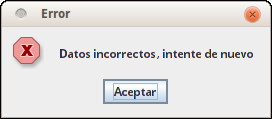 Error
Datos incorrectos, intente de nuevo
Aceptar